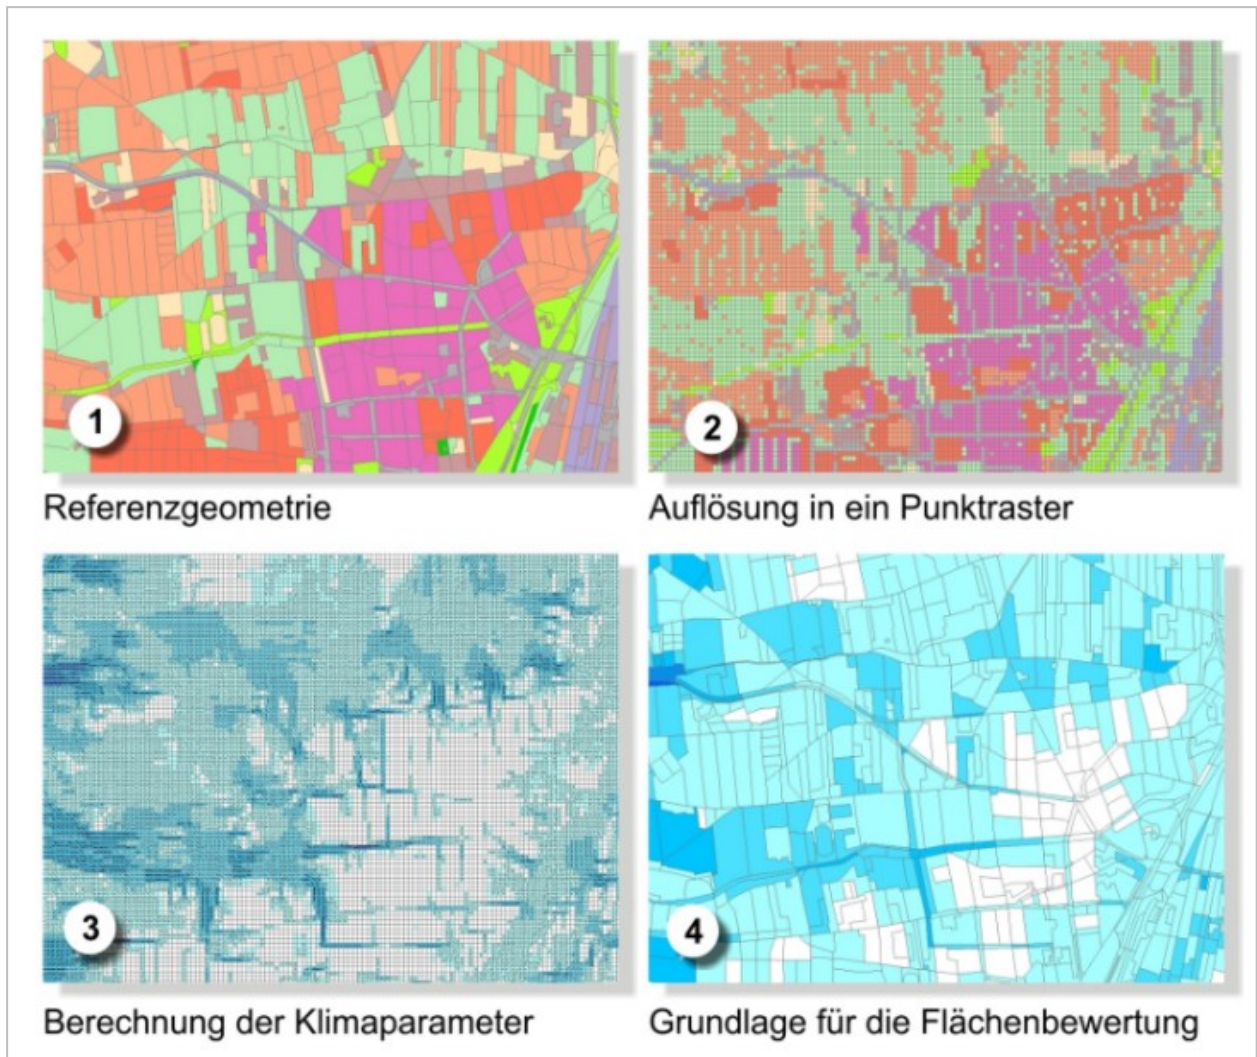 1
2
Referenzgeometrie
Auflösung in ein Punktraster
3
4
Berechnung der Klimaparameter
Grundlage für die Flächenbewertung